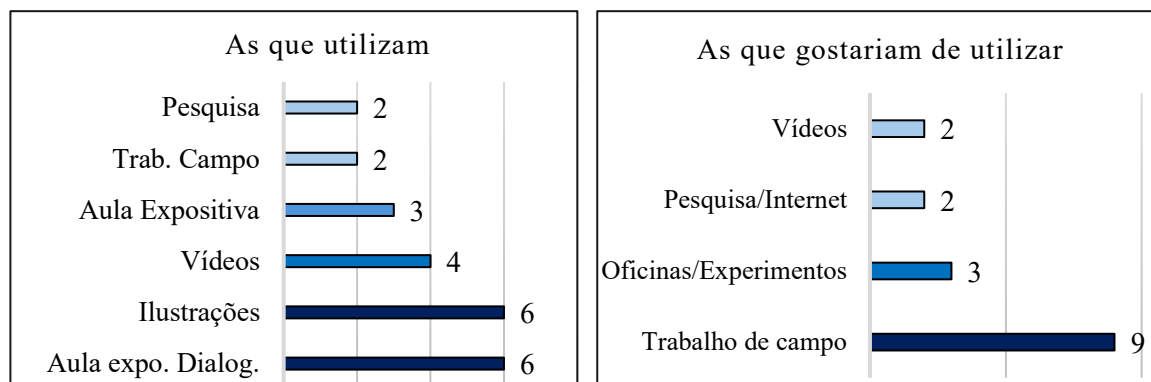 As que utilizam
Pesquisa 2
Trab. Campo 2
Aula Expositiva 3
Vídeos 4
Ilustrações 6
Aula expo. Dialog. 6
As que gostariam de utilizar
Vídeos 2
Pesquisa/Internet 2
Oficinas/Experimentos 3
Trabalho de campo 9